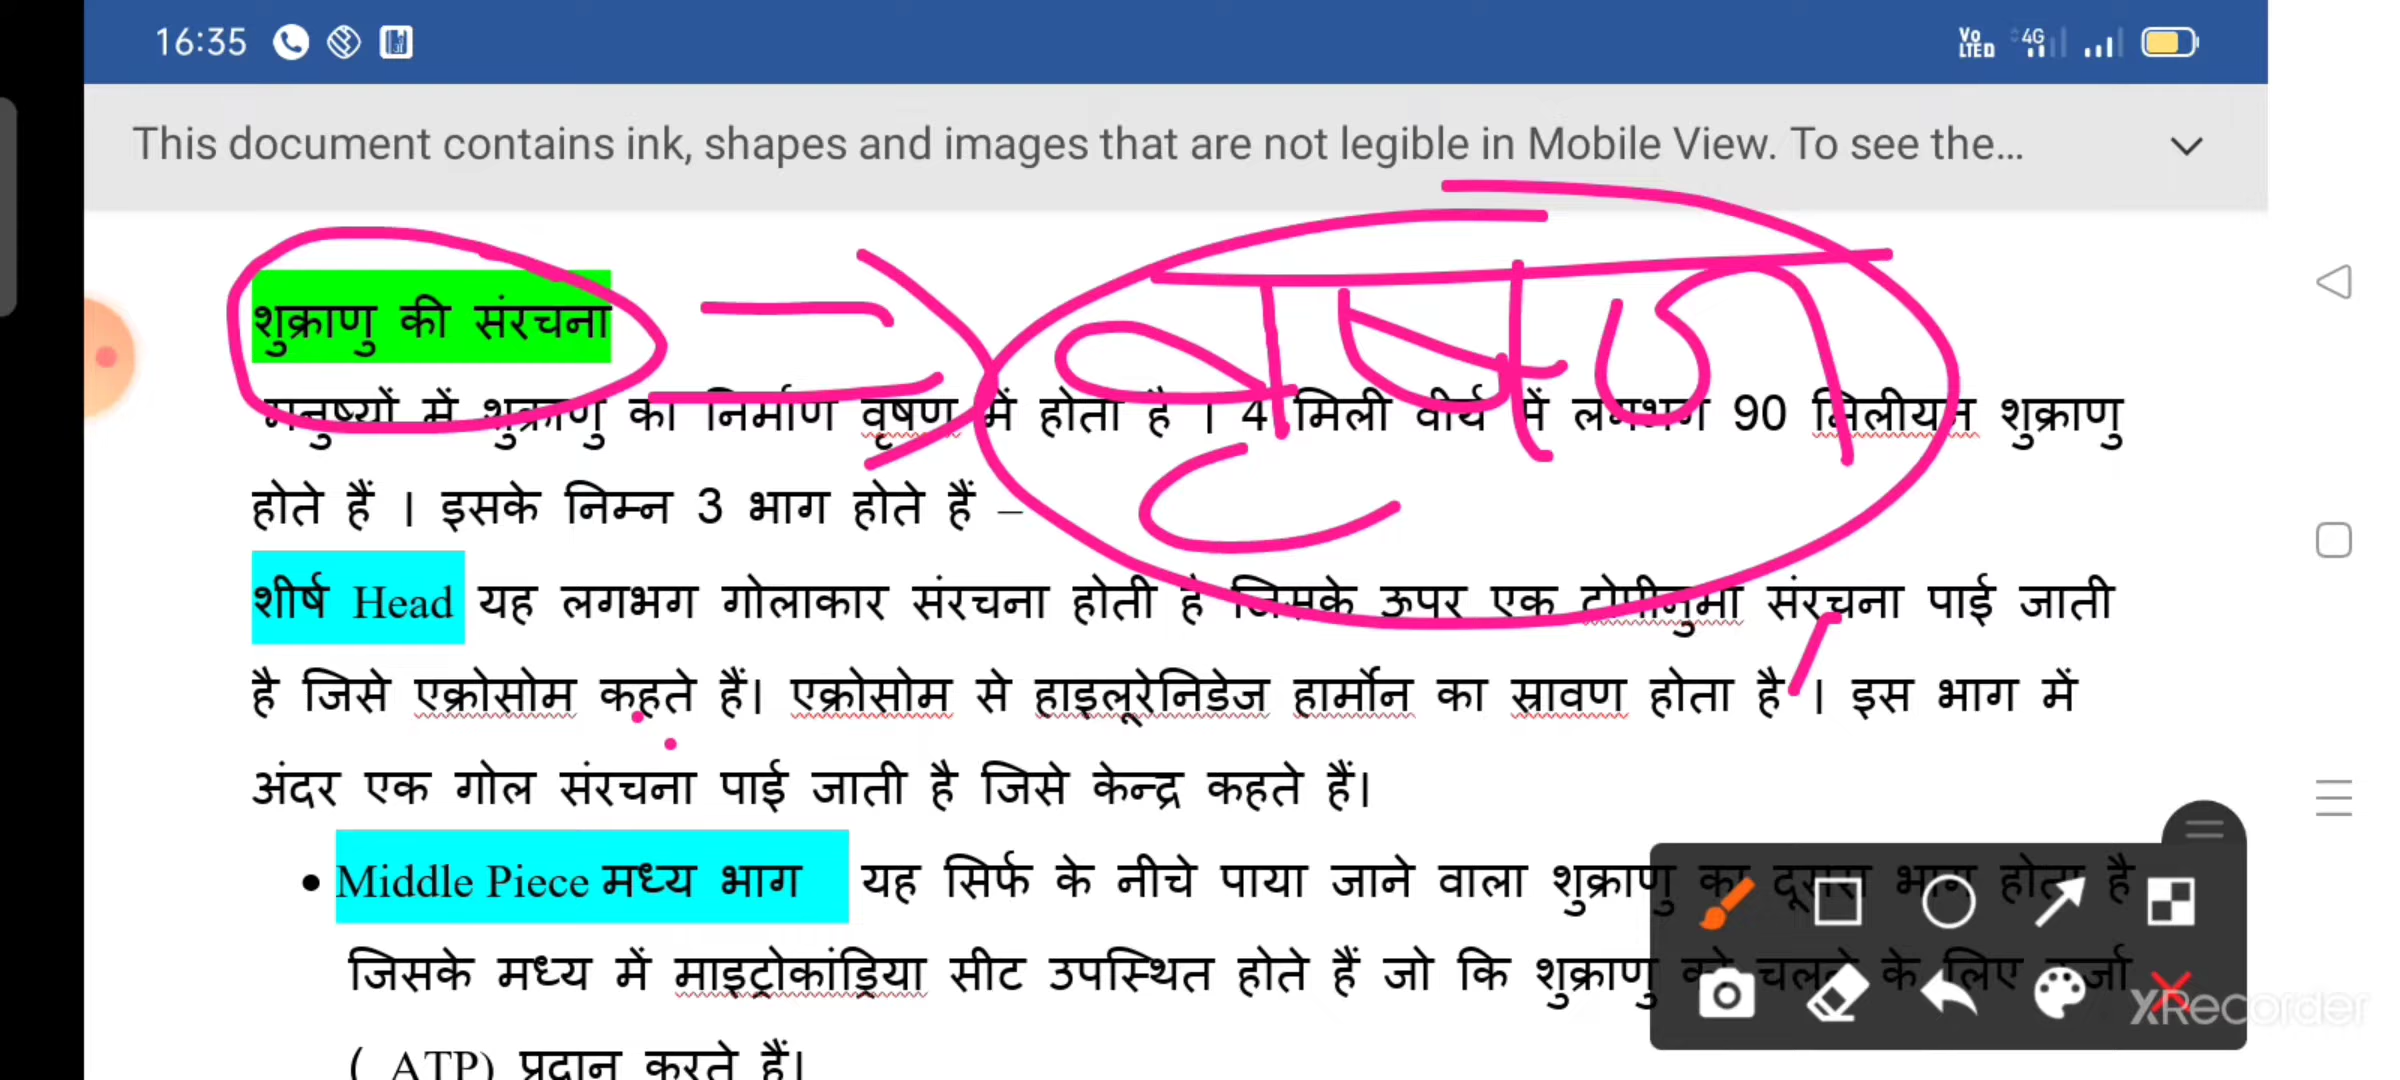 16:35 Vo LTED 4G
This document contains ink, shapes and images that are not legible in Mobile View. To see the...
शुक्राणु की संरचना
वृषण
मनुष्यों में शुक्राणु का निर्माण वृषण में होता है । 4 मिली वीर्य में लगभग 90 मिलीयन शुक्राणु
होते हैं । इसके निम्न 3 भाग होते हैं –
शीर्ष Head यह लगभग गोलाकार संरचना होती है जिसके ऊपर एक टोपीनुमा संरचना पाई जाती
है जिसे एक्रोसोम कहते हैं। एक्रोसोम से हाइलूरेनिडेज हार्मोन का स्रावण होता है । इस भाग में
अंदर एक गोल संरचना पाई जाती है जिसे केन्द्र कहते हैं।
• Middle Piece मध्य भाग यह सिर्फ के नीचे पाया जाने वाला शुक्राणु का दूसरा भाग होता है
जिसके मध्य में माइट्रोकांड्रिया सीट उपस्थित होते हैं जो कि शुक्राणु को चलने के लिए ऊर्जा
( ATP) प्रदान करते हैं।
XRecorder